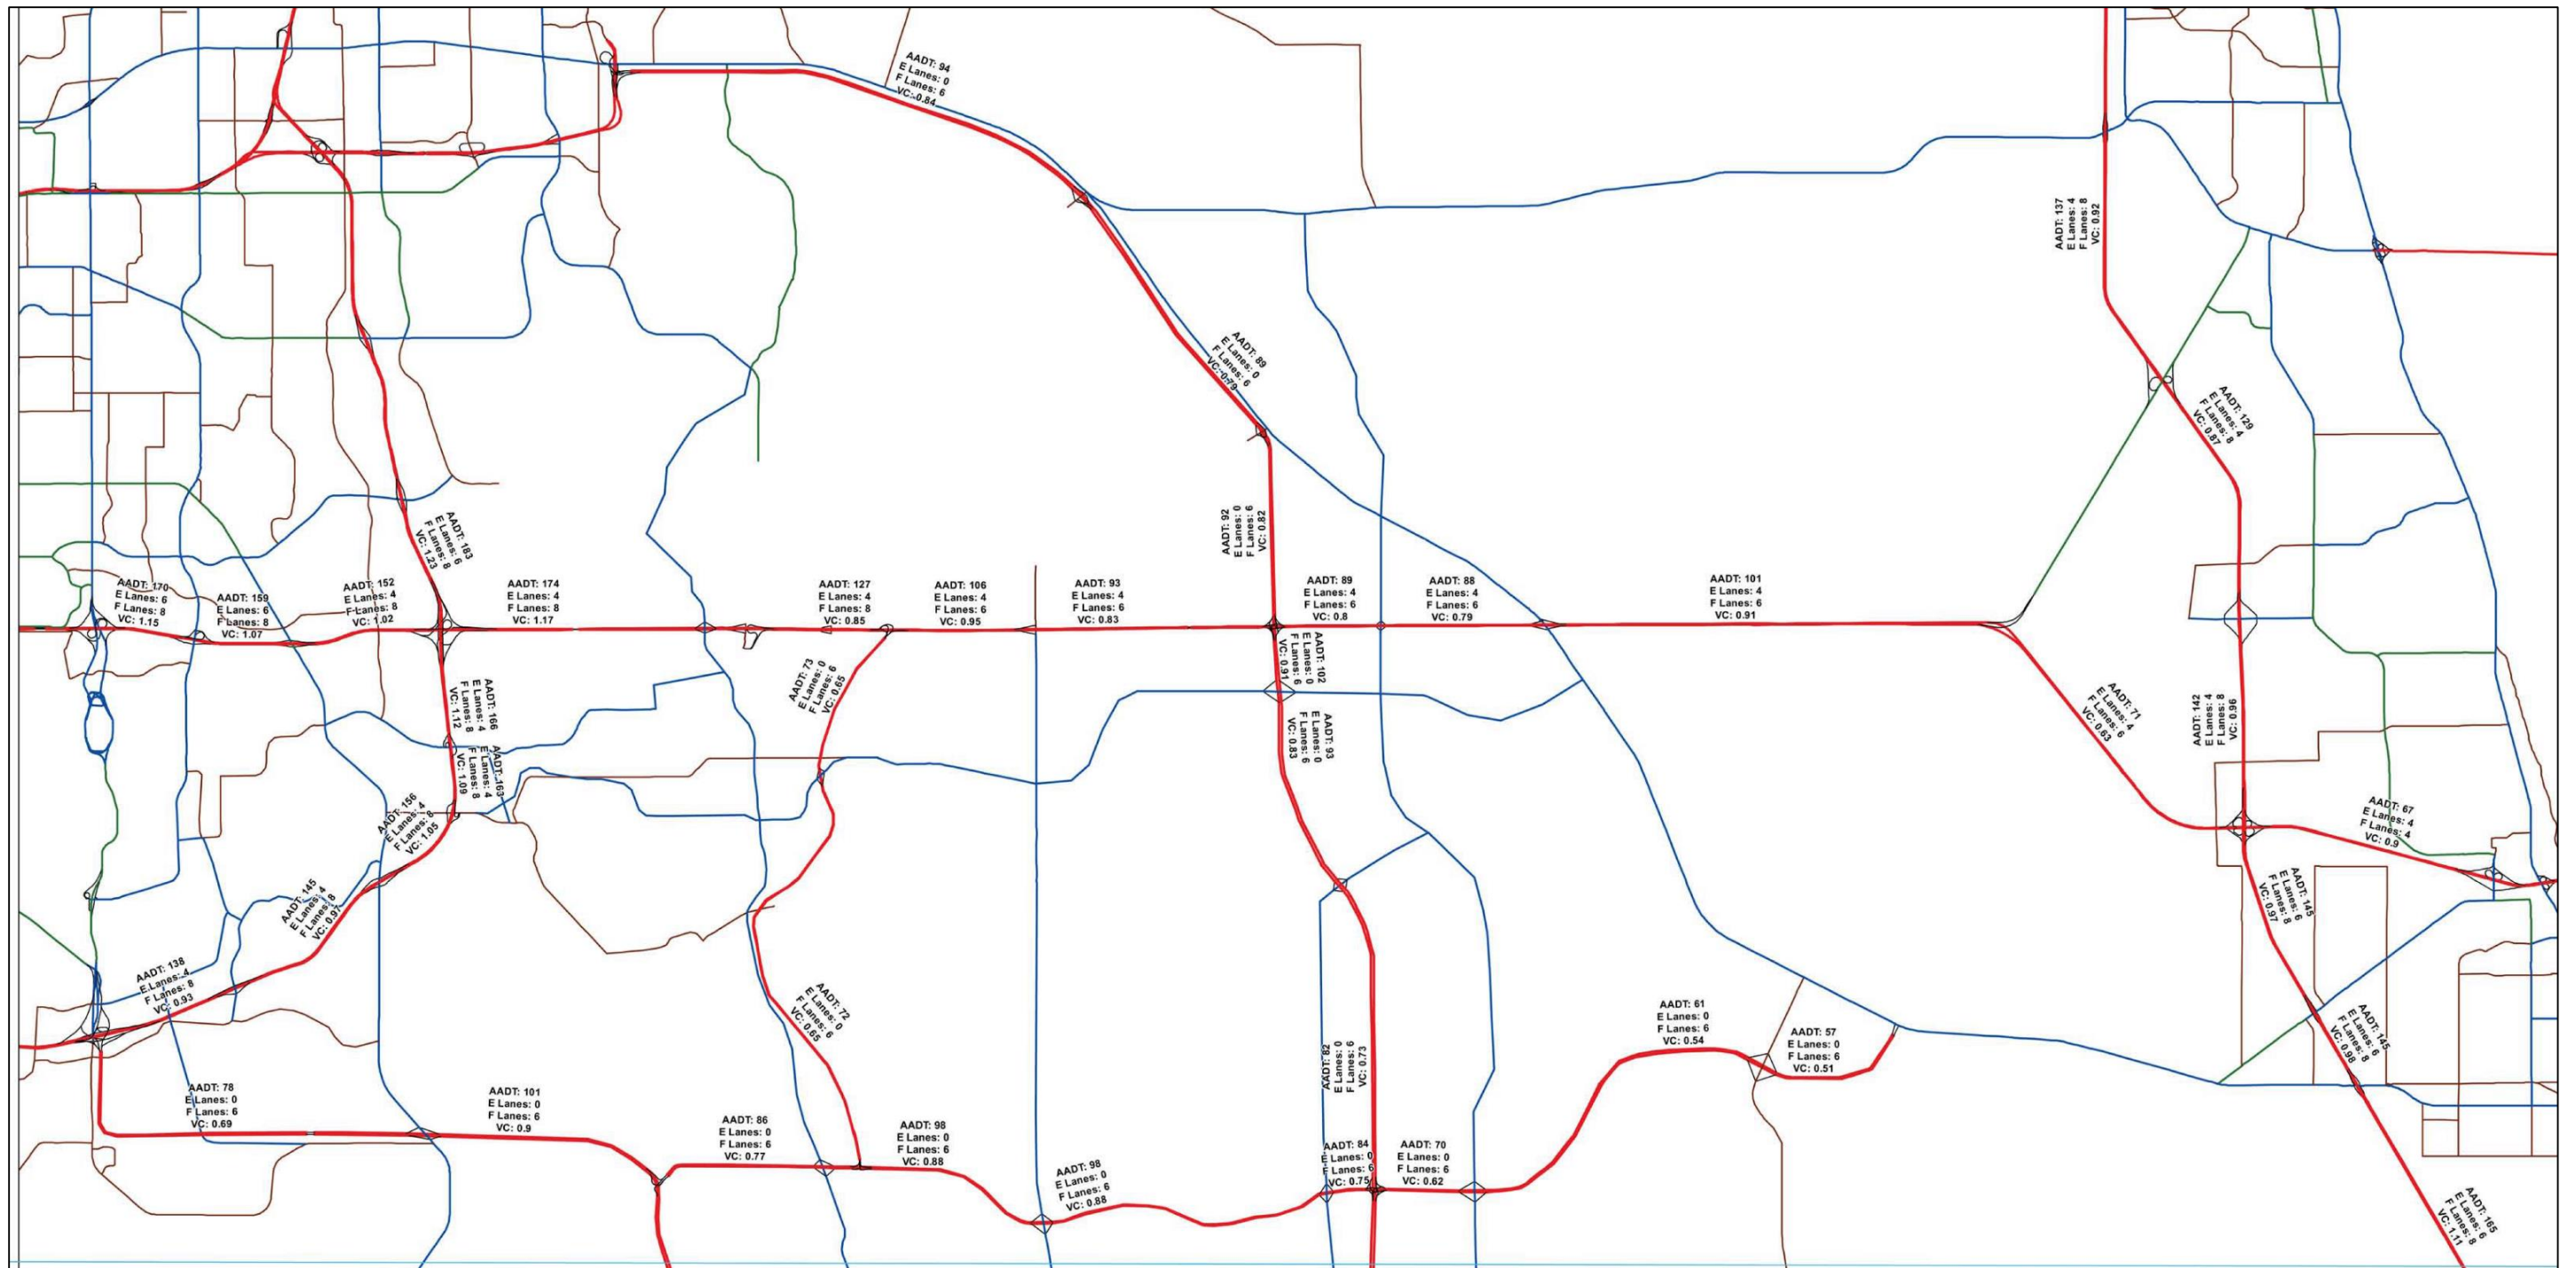 AADT: 94
E Lanes: 0
F Lanes: 6
VC: 0.84
AADT: 137
E Lanes: 4
F Lanes: 8
VC: 0.92
AADT: 89
E Lanes: 0
F Lanes: 6
VC: 0.79
AADT: 129
E Lanes: 4
F Lanes: 8
VC: 0.87
AADT: 183
E Lanes: 6
F Lanes: 8
VC: 1.23
AADT: 92
E Lanes: 0
F Lanes: 6
VC: 0.82
AADT: 170
E Lanes: 6
F Lanes: 8
VC: 1.15
AADT: 159
E Lanes: 6
F Lanes: 8
VC: 1.07
AADT: 152
E Lanes: 4
F Lanes: 8
VC: 1.02
AADT: 174
E Lanes: 4
F Lanes: 8
VC: 1.17
AADT: 127
E Lanes: 4
F Lanes: 8
VC: 0.85
AADT: 106
E Lanes: 4
F Lanes: 6
VC: 0.95
AADT: 93
E Lanes: 4
F Lanes: 6
VC: 0.83
AADT: 89
E Lanes: 4
F Lanes: 6
VC: 0.8
AADT: 88
E Lanes: 4
F Lanes: 6
VC: 0.79
AADT: 101
E Lanes: 4
F Lanes: 6
VC: 0.91
AADT: 102
E Lanes: 0
F Lanes: 6
VC: 0.91
AADT: 73
E Lanes: 0
F Lanes: 6
VC: 0.65
AADT: 166
E Lanes: 4
F Lanes: 8
VC: 1.12
AADT: 93
E Lanes: 0
F Lanes: 6
VC: 0.83
AADT: 71
E Lanes: 4
F Lanes: 6
VC: 0.63
AADT: 142
E Lanes: 4
F Lanes: 8
VC: 0.96
AADT: 163
E Lanes: 4
F Lanes: 8
VC: 1.09
AADT: 156
E Lanes: 4
F Lanes: 8
VC: 1.05
AADT: 67
E Lanes: 4
F Lanes: 4
VC: 0.9
AADT: 145
E Lanes: 4
F Lanes: 8
VC: 0.97
AADT: 145
E Lanes: 6
F Lanes: 8
VC: 0.97
AADT: 138
E Lanes: 4
F Lanes: 8
VC: 0.93
AADT: 72
E Lanes: 0
F Lanes: 6
VC: 0.65
AADT: 61
E Lanes: 0
F Lanes: 6
VC: 0.54
AADT: 57
E Lanes: 0
F Lanes: 6
VC: 0.51
AADT: 145
E Lanes: 6
F Lanes: 8
VC: 0.98
AADT: 82
E Lanes: 0
F Lanes: 6
VC: 0.73
AADT: 78
E Lanes: 0
F Lanes: 6
VC: 0.69
AADT: 101
E Lanes: 0
F Lanes: 6
VC: 0.9
AADT: 86
E Lanes: 0
F Lanes: 6
VC: 0.77
AADT: 98
E Lanes: 0
F Lanes: 6
VC: 0.88
AADT: 98
E Lanes: 0
F Lanes: 6
VC: 0.88
AADT: 84
E Lanes: 0
F Lanes: 6
VC: 0.75
AADT: 70
E Lanes: 0
F Lanes: 6
VC: 0.62
AADT: 165
E Lanes: 6
F Lanes: 8
VC: 1.11